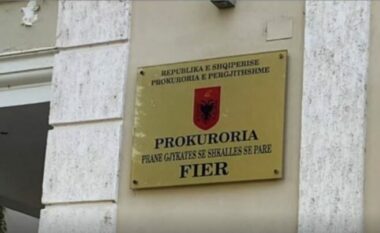 REPUBLIKA E SHQIPERISE
PROKURORIA E PERGJITHSHME
PROKURORIA
PRANE GJYKATES SE SHKALLES SE PARE
FIER